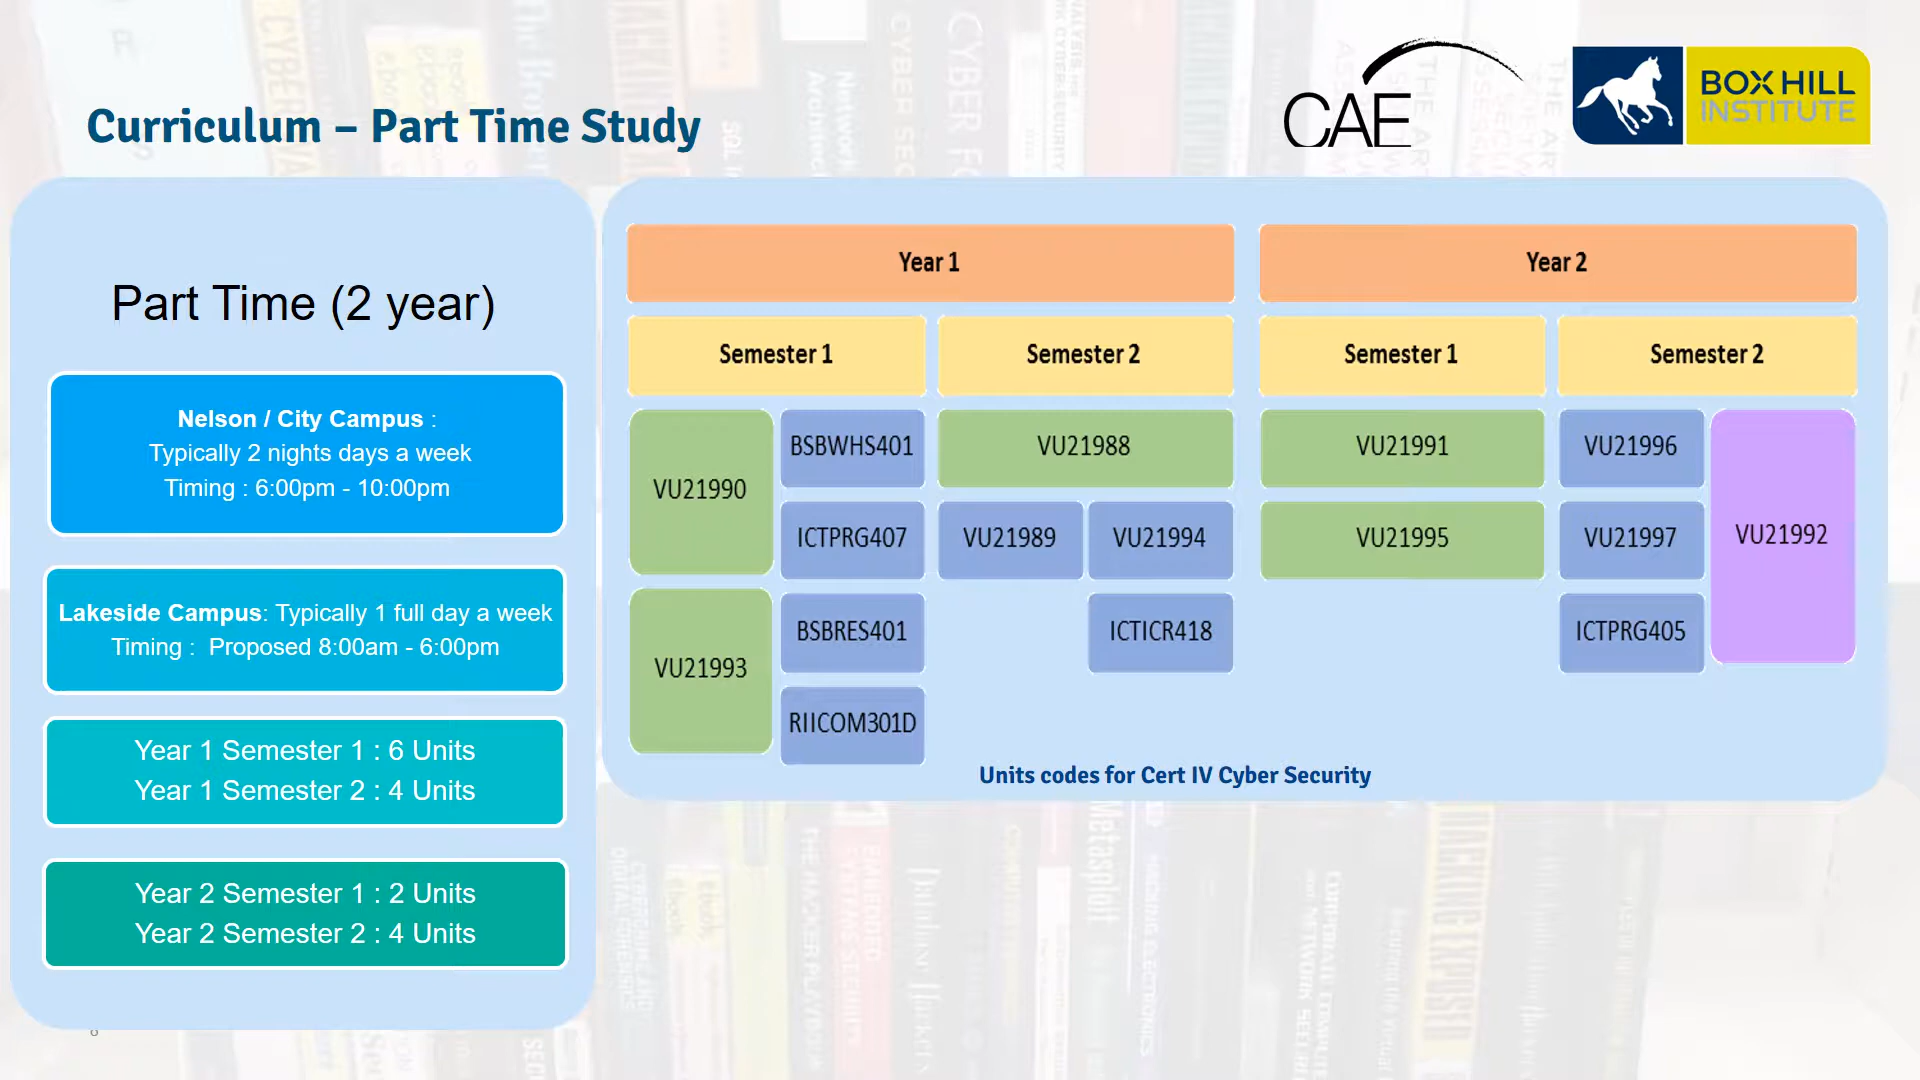 Curriculum – Part Time Study
CAE
BOX HILL
INSTITUTE
Part Time (2 year)
Nelson / City Campus :
Typically 2 nights days a week
Timing : 6:00pm - 10:00pm
Lakeside Campus: Typically 1 full day a week
Timing : Proposed 8:00am - 6:00pm
Year 1 Semester 1 : 6 Units
Year 1 Semester 2 : 4 Units
Year 2 Semester 1 : 2 Units
Year 2 Semester 2 : 4 Units
Year 1
Year 2
Semester 1
Semester 2
Semester 1
Semester 2
VU21990
BSBWHS401
VU21988
VU21991
VU21996
VU21992
ICTPRG407
VU21989
VU21994
VU21995
VU21997
VU21993
BSBRES401
ICTICR418
ICTPRG405
RIICOM301D
Units codes for Cert IV Cyber Security